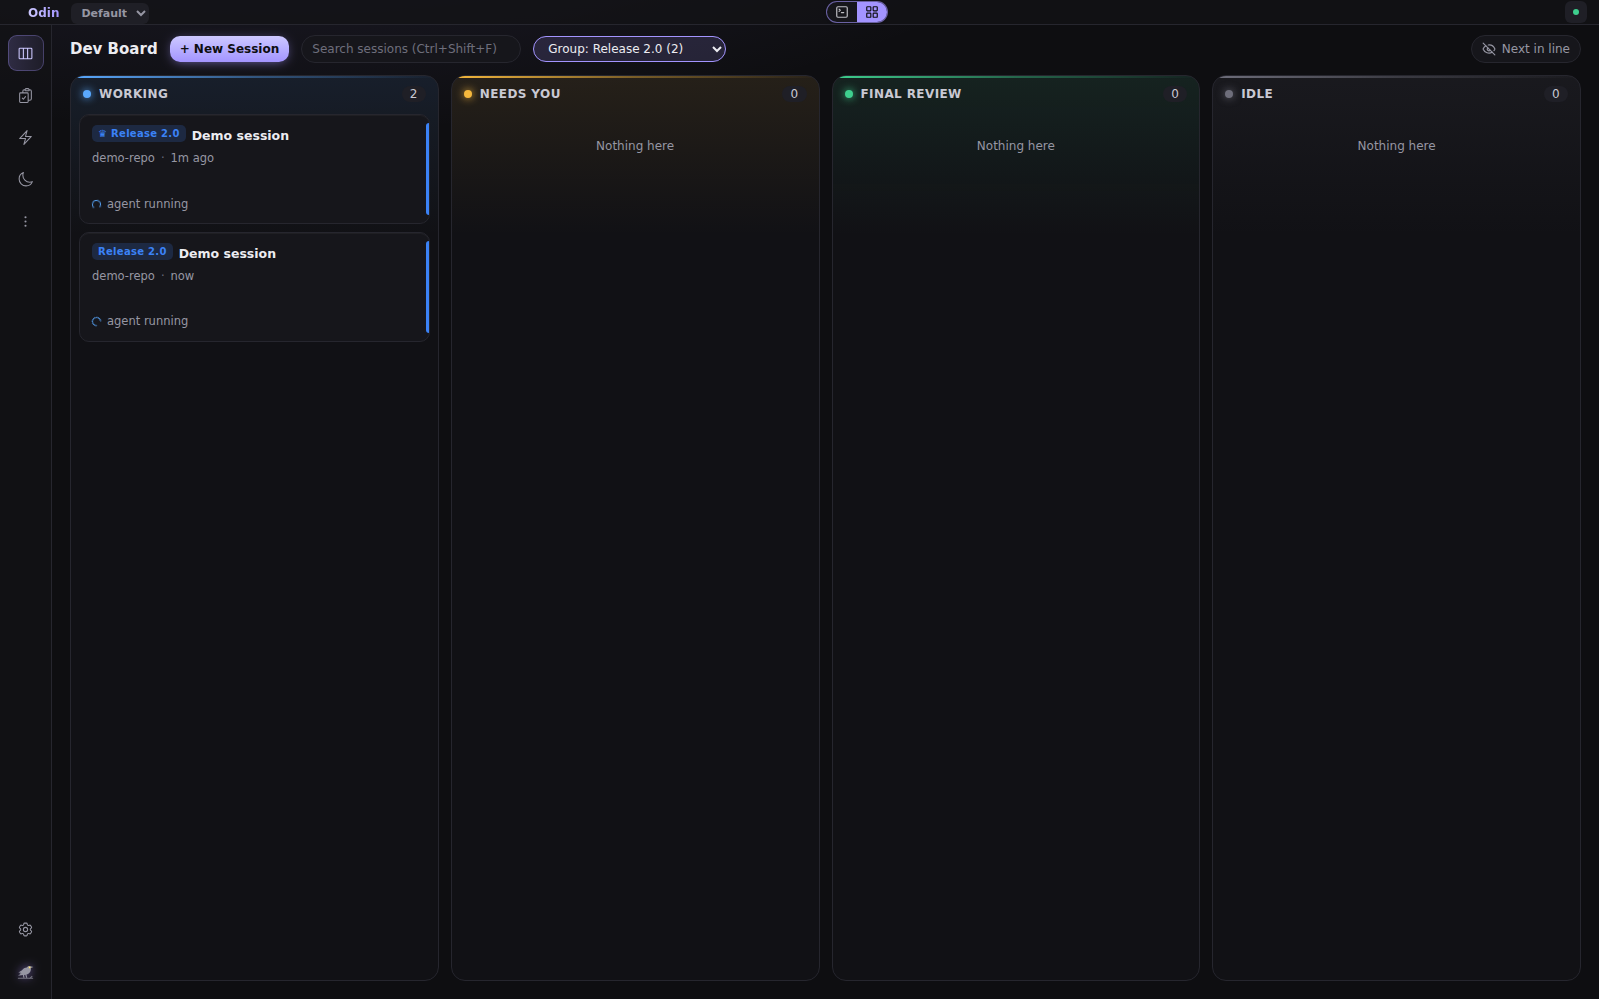 Odin
Default
Dev Board
+ New Session
Search sessions (Ctrl+Shift+F)
Group: Release 2.0 (2)
Next in line
WORKING
2
Release 2.0
Demo session
demo-repo · 1m ago
agent running
Release 2.0
Demo session
demo-repo · now
agent running
NEEDS YOU
0
Nothing here
FINAL REVIEW
0
Nothing here
IDLE
0
Nothing here